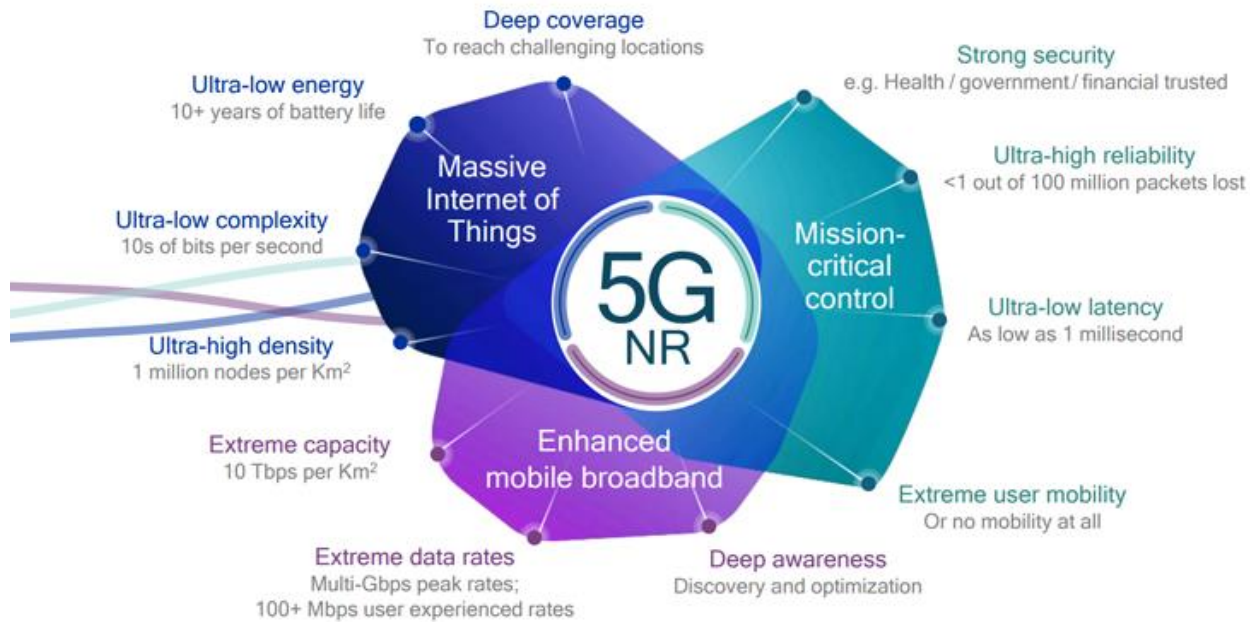 Deep coverage
To reach challenging locations
Ultra-low energy
10+ years of battery life
Ultra-low complexity
10s of bits per second
Ultra-high density
1 million nodes per Km²
Massive
Internet of
Things
Strong security
e.g. Health / government / financial trusted
Ultra-high reliability
<1 out of 100 million packets lost
Ultra-low latency
As low as 1 millisecond
Extreme user mobility
Or no mobility at all
Mission-
critical
control
5G
NR
Enhanced
mobile broadband
Extreme capacity
10 Tbps per Km²
Extreme data rates
Multi-Gbps peak rates;
100+ Mbps user experienced rates
Deep awareness
Discovery and optimization